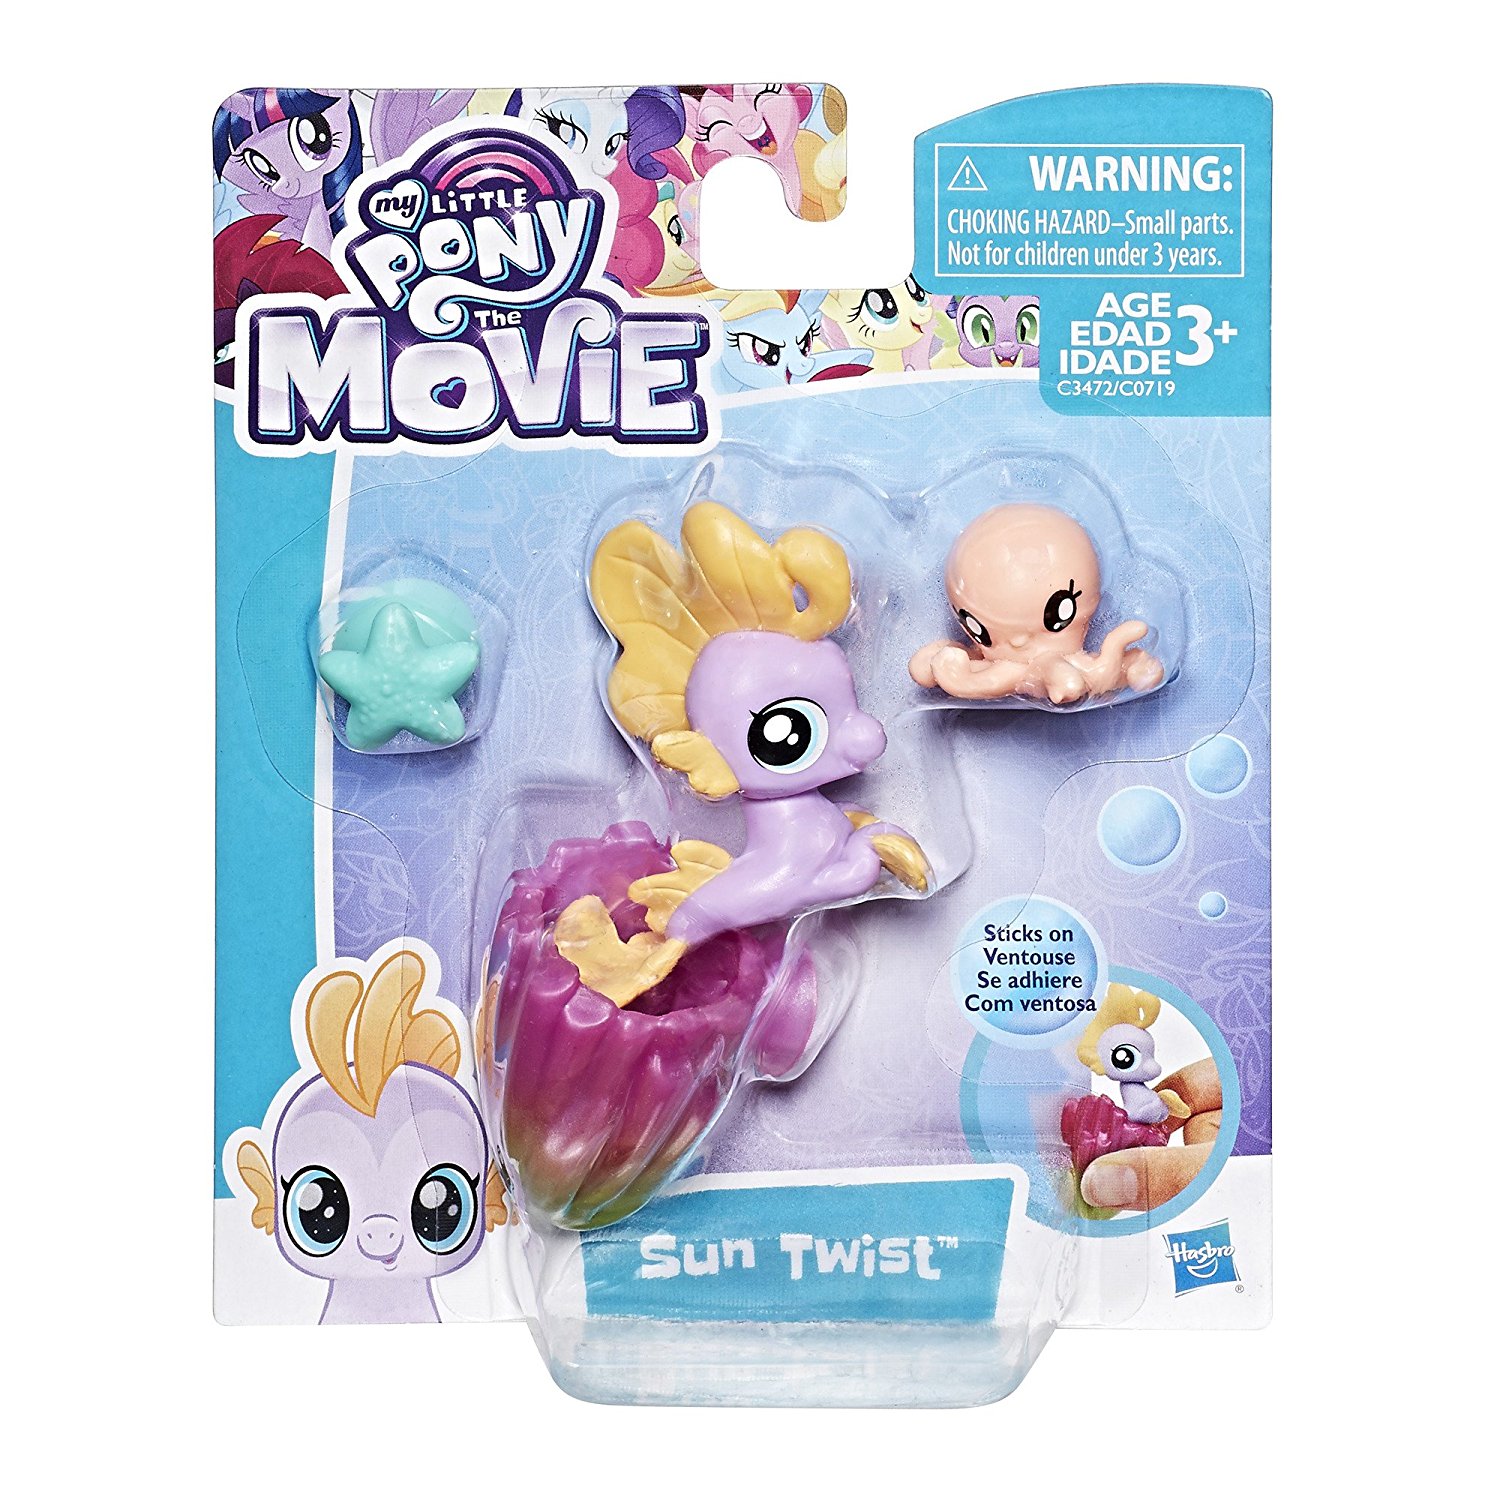 my LiTTLE
PONY
The
MOViE™
WARNING:
CHOKING HAZARD–Small parts.
Not for children under 3 years.
AGE
EDAD
IDADE
3+
C3472/C0719
Sticks on
Ventouse
Se adhiere
Com ventosa
Sun Twist™
Hasbro
®